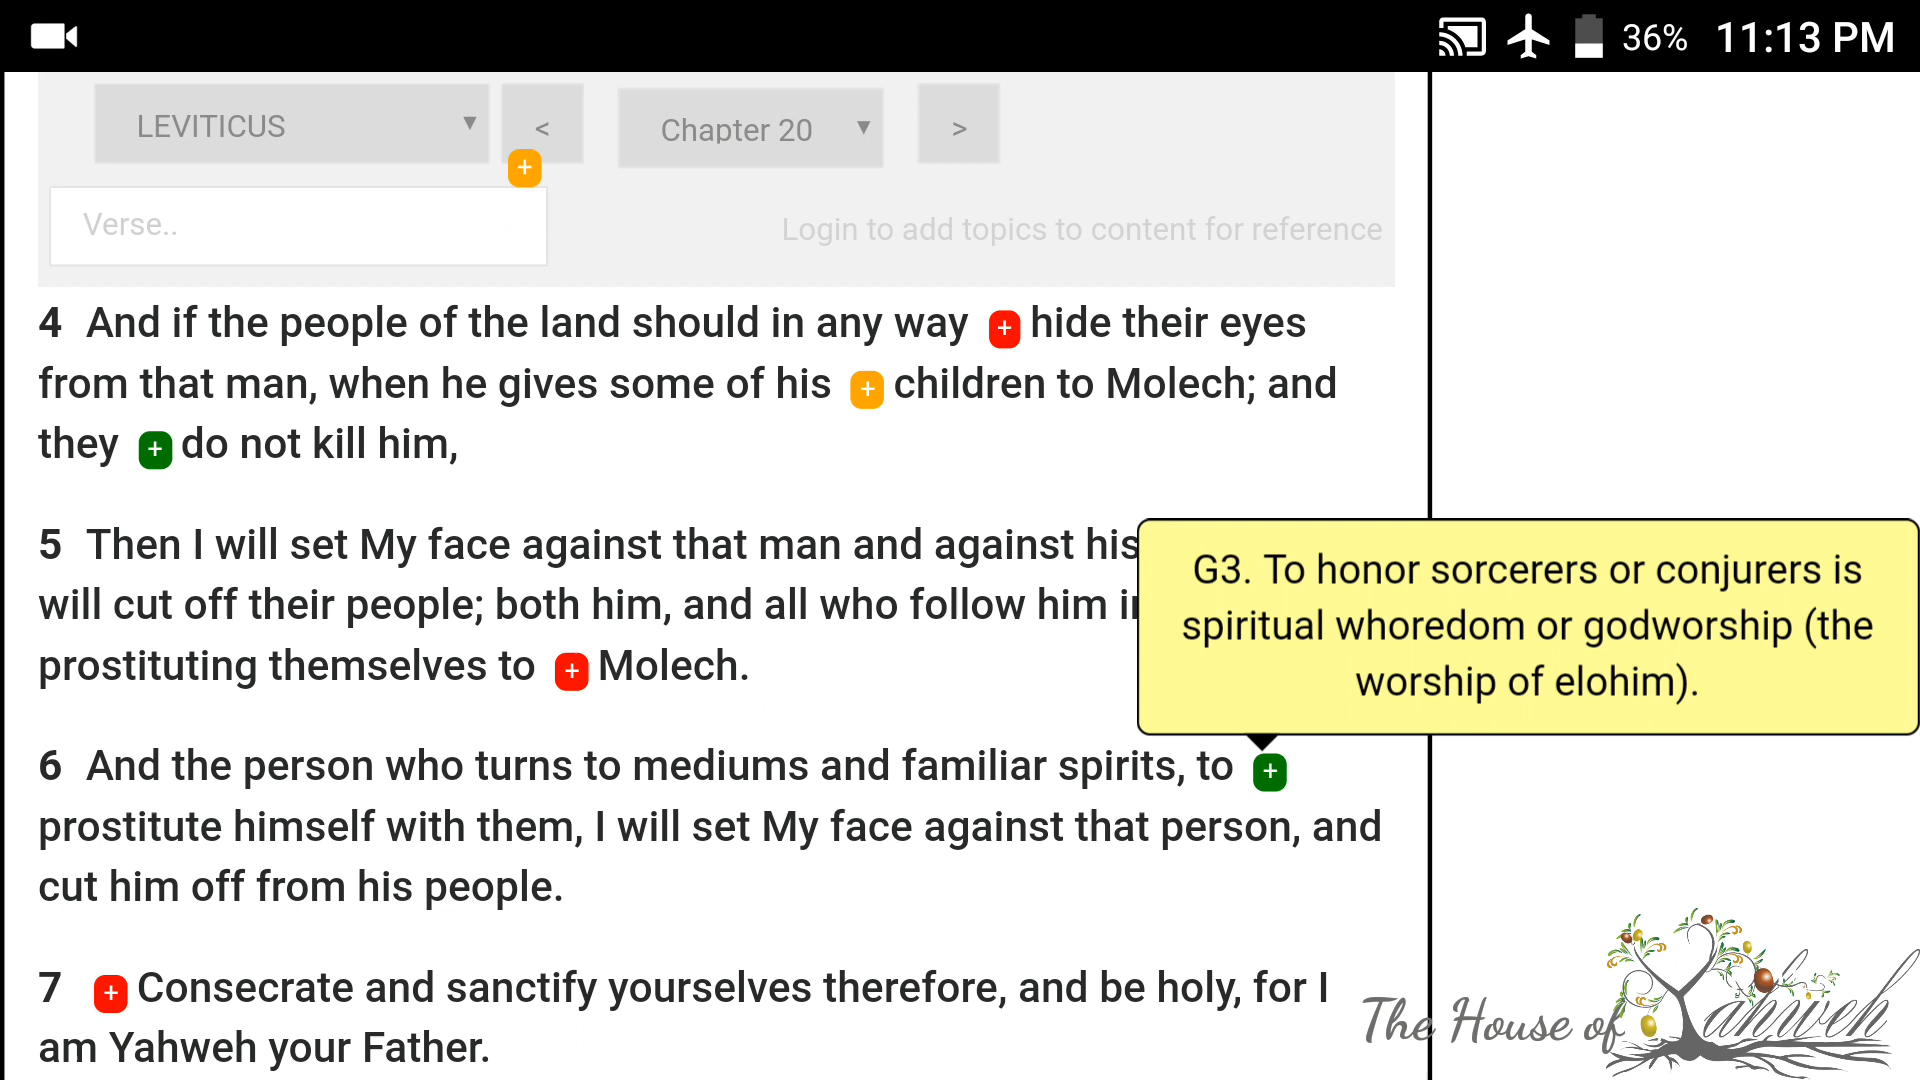 36% 11:13 PM
LEVITICUS < Chapter 20 >
+
Verse..
Login to add topics to content for reference
4 And if the people of the land should in any way + hide their eyes
from that man, when he gives some of his + children to Molech; and
they + do not kill him,
5 Then I will set My face against that man and against his
will cut off their people; both him, and all who follow him
prostituting themselves to + Molech.
G3. To honor sorcerers or conjurers is
spiritual whoredom or godworship (the
worship of elohim).
6 And the person who turns to mediums and familiar spirits, to +
prostitute himself with them, I will set My face against that person, and
cut him off from his people.
7 + Consecrate and sanctify yourselves therefore, and be holy, for I
am Yahweh your Father.
The House of Yahweh